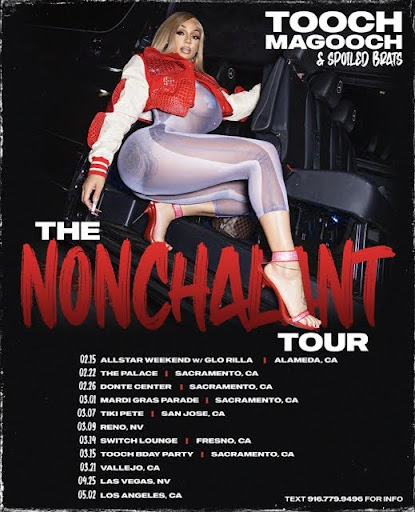 TOOCH
MAGOOCH
& SPOILED BRATS
THE
NONCHALANT
TOUR
02.15 ALLSTAR WEEKEND W/ GLO RILLA | ALAMEDA, CA
02.22 THE PALACE | SACRAMENTO, CA
02.26 DONTE CENTER | SACRAMENTO, CA
03.01 MARDI GRAS PARADE | SACRAMENTO, CA
03.07 TIKI PETE | SAN JOSE, CA
03.09 RENO, NV
03.14 SWITCH LOUNGE | FRESNO, CA
03.15 TOOCH BDAY PARTY | SACRAMENTO, CA
03.21 VALLEJO, CA
04.25 LAS VEGAS, NV
05.02 LOS ANGELES, CA
TEXT 916.779.9496 FOR INFO